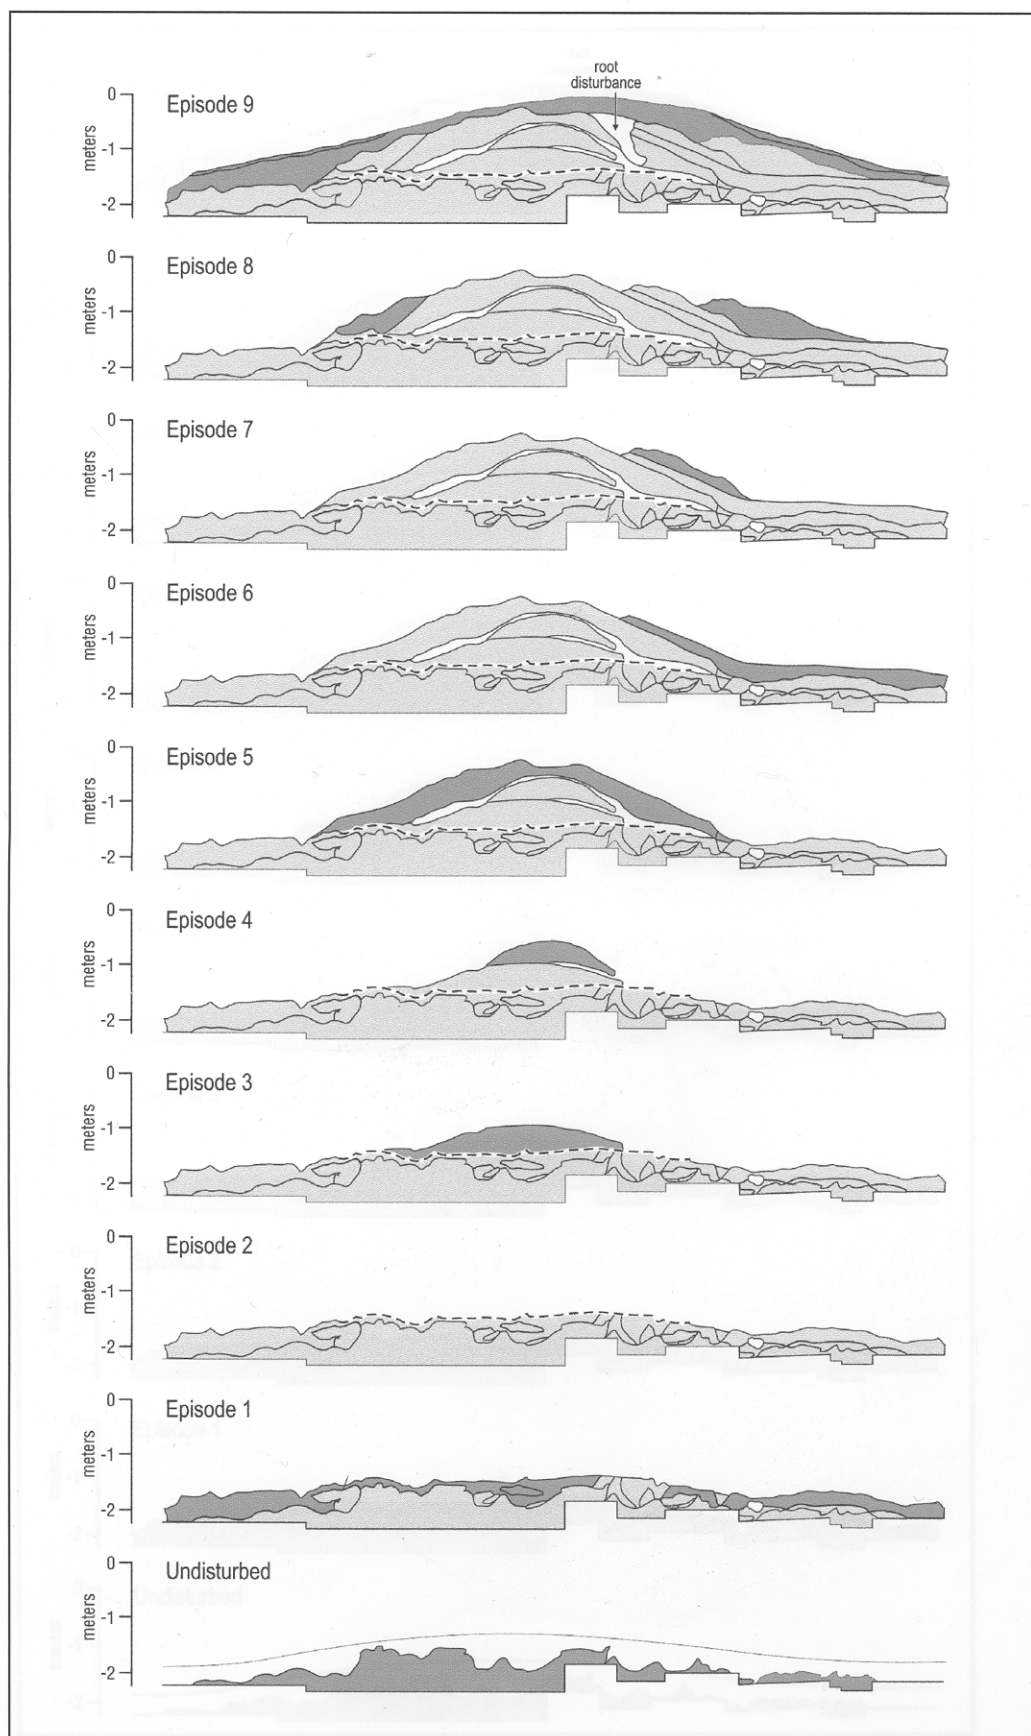 root
disturbance
Episode 9
0
-1
-2
meters
Episode 8
0
-1
-2
meters
Episode 7
0
-1
-2
meters
Episode 6
0
-1
-2
meters
Episode 5
0
-1
-2
meters
Episode 4
0
-1
-2
meters
Episode 3
0
-1
-2
meters
Episode 2
0
-1
-2
meters
Episode 1
0
-1
-2
meters
Undisturbed
0
-1
-2
meters